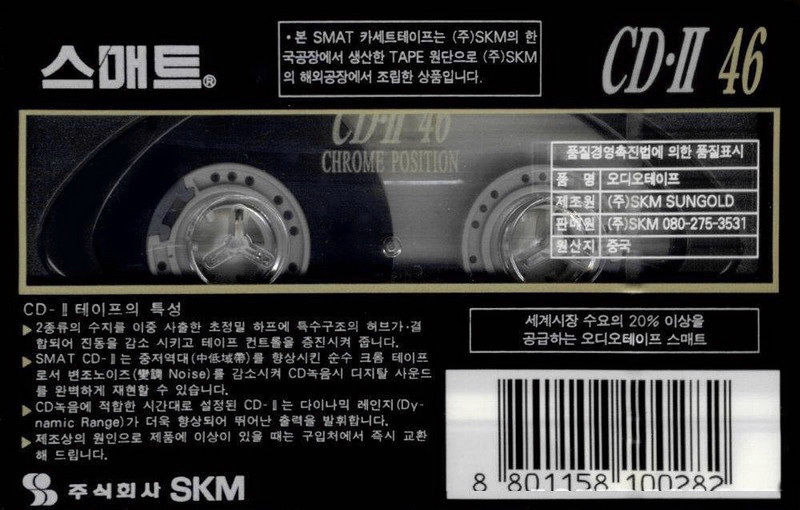 스매트®
• 본 SMAT 카세트테이프는 (주)SKM의 한
국공장에서 생산한 TAPE 원단으로 (주)SKM
의 해외공장에서 조립한 상품입니다.
CD·Ⅱ 46
CD·Ⅱ 46
CHROME POSITION
품질경영촉진법에 의한 품질표시
품 명 오디오테이프
제조원 (주)SKM SUNGOLD
판매원 (주)SKM 080-275-3531
원산지 중국
CD-Ⅱ 테이프의 특성
▶ 2종류의 수지를 이중 사출한 초정밀 하프에 특수구조의 허브가·결
합되어 진동을 감소 시키고 테이프 컨트롤을 증진시켜 줍니다.
▶ SMAT CD-Ⅱ는 중저역대(中低域帶)를 향상시킨 순수 크롬 테이프
로서 변조노이즈(變調 Noise)를 감소시켜 CD녹음시 디지탈 사운드
를 완벽하게 재현할 수 있습니다.
▶ CD녹음에 적합한 시간대로 설정된 CD-Ⅱ는 다이나믹 레인지(Dy-
namic Range)가 더욱 향상되어 뛰어난 출력을 발휘합니다.
▶ 제조상의 원인으로 제품에 이상이 있을 때는 구입처에서 즉시 교환
해 드립니다.
주식회사 SKM
세계시장 수요의 20% 이상을
공급하는 오디오테이프 스매트
8 801158 100282